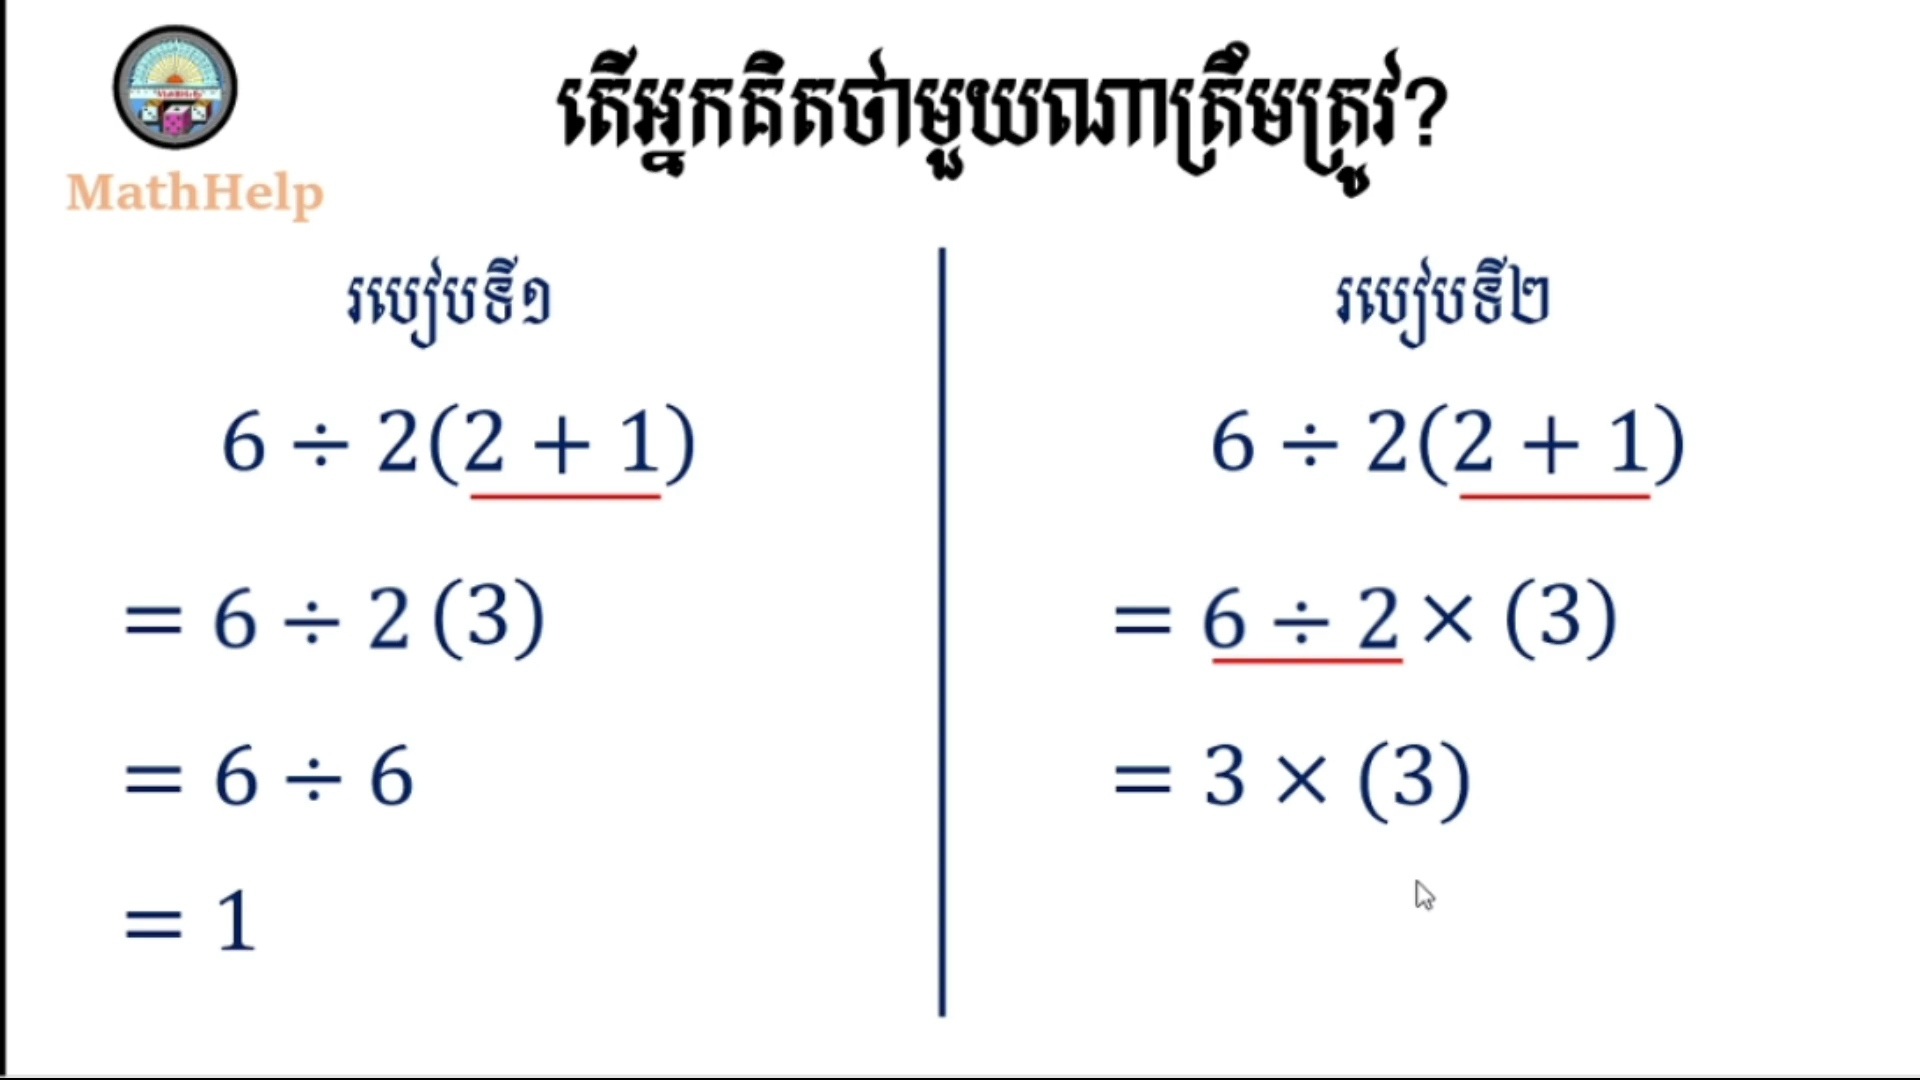 MathHelp
តើអ្នកគិតថាមួយណាត្រឹមត្រូវ?
របៀបទី១
6 ÷ 2(2 + 1)
= 6 ÷ 2 (3)
= 6 ÷ 6
= 1
របៀបទី២
6 ÷ 2(2 + 1)
= 6 ÷ 2 × (3)
= 3 × (3)